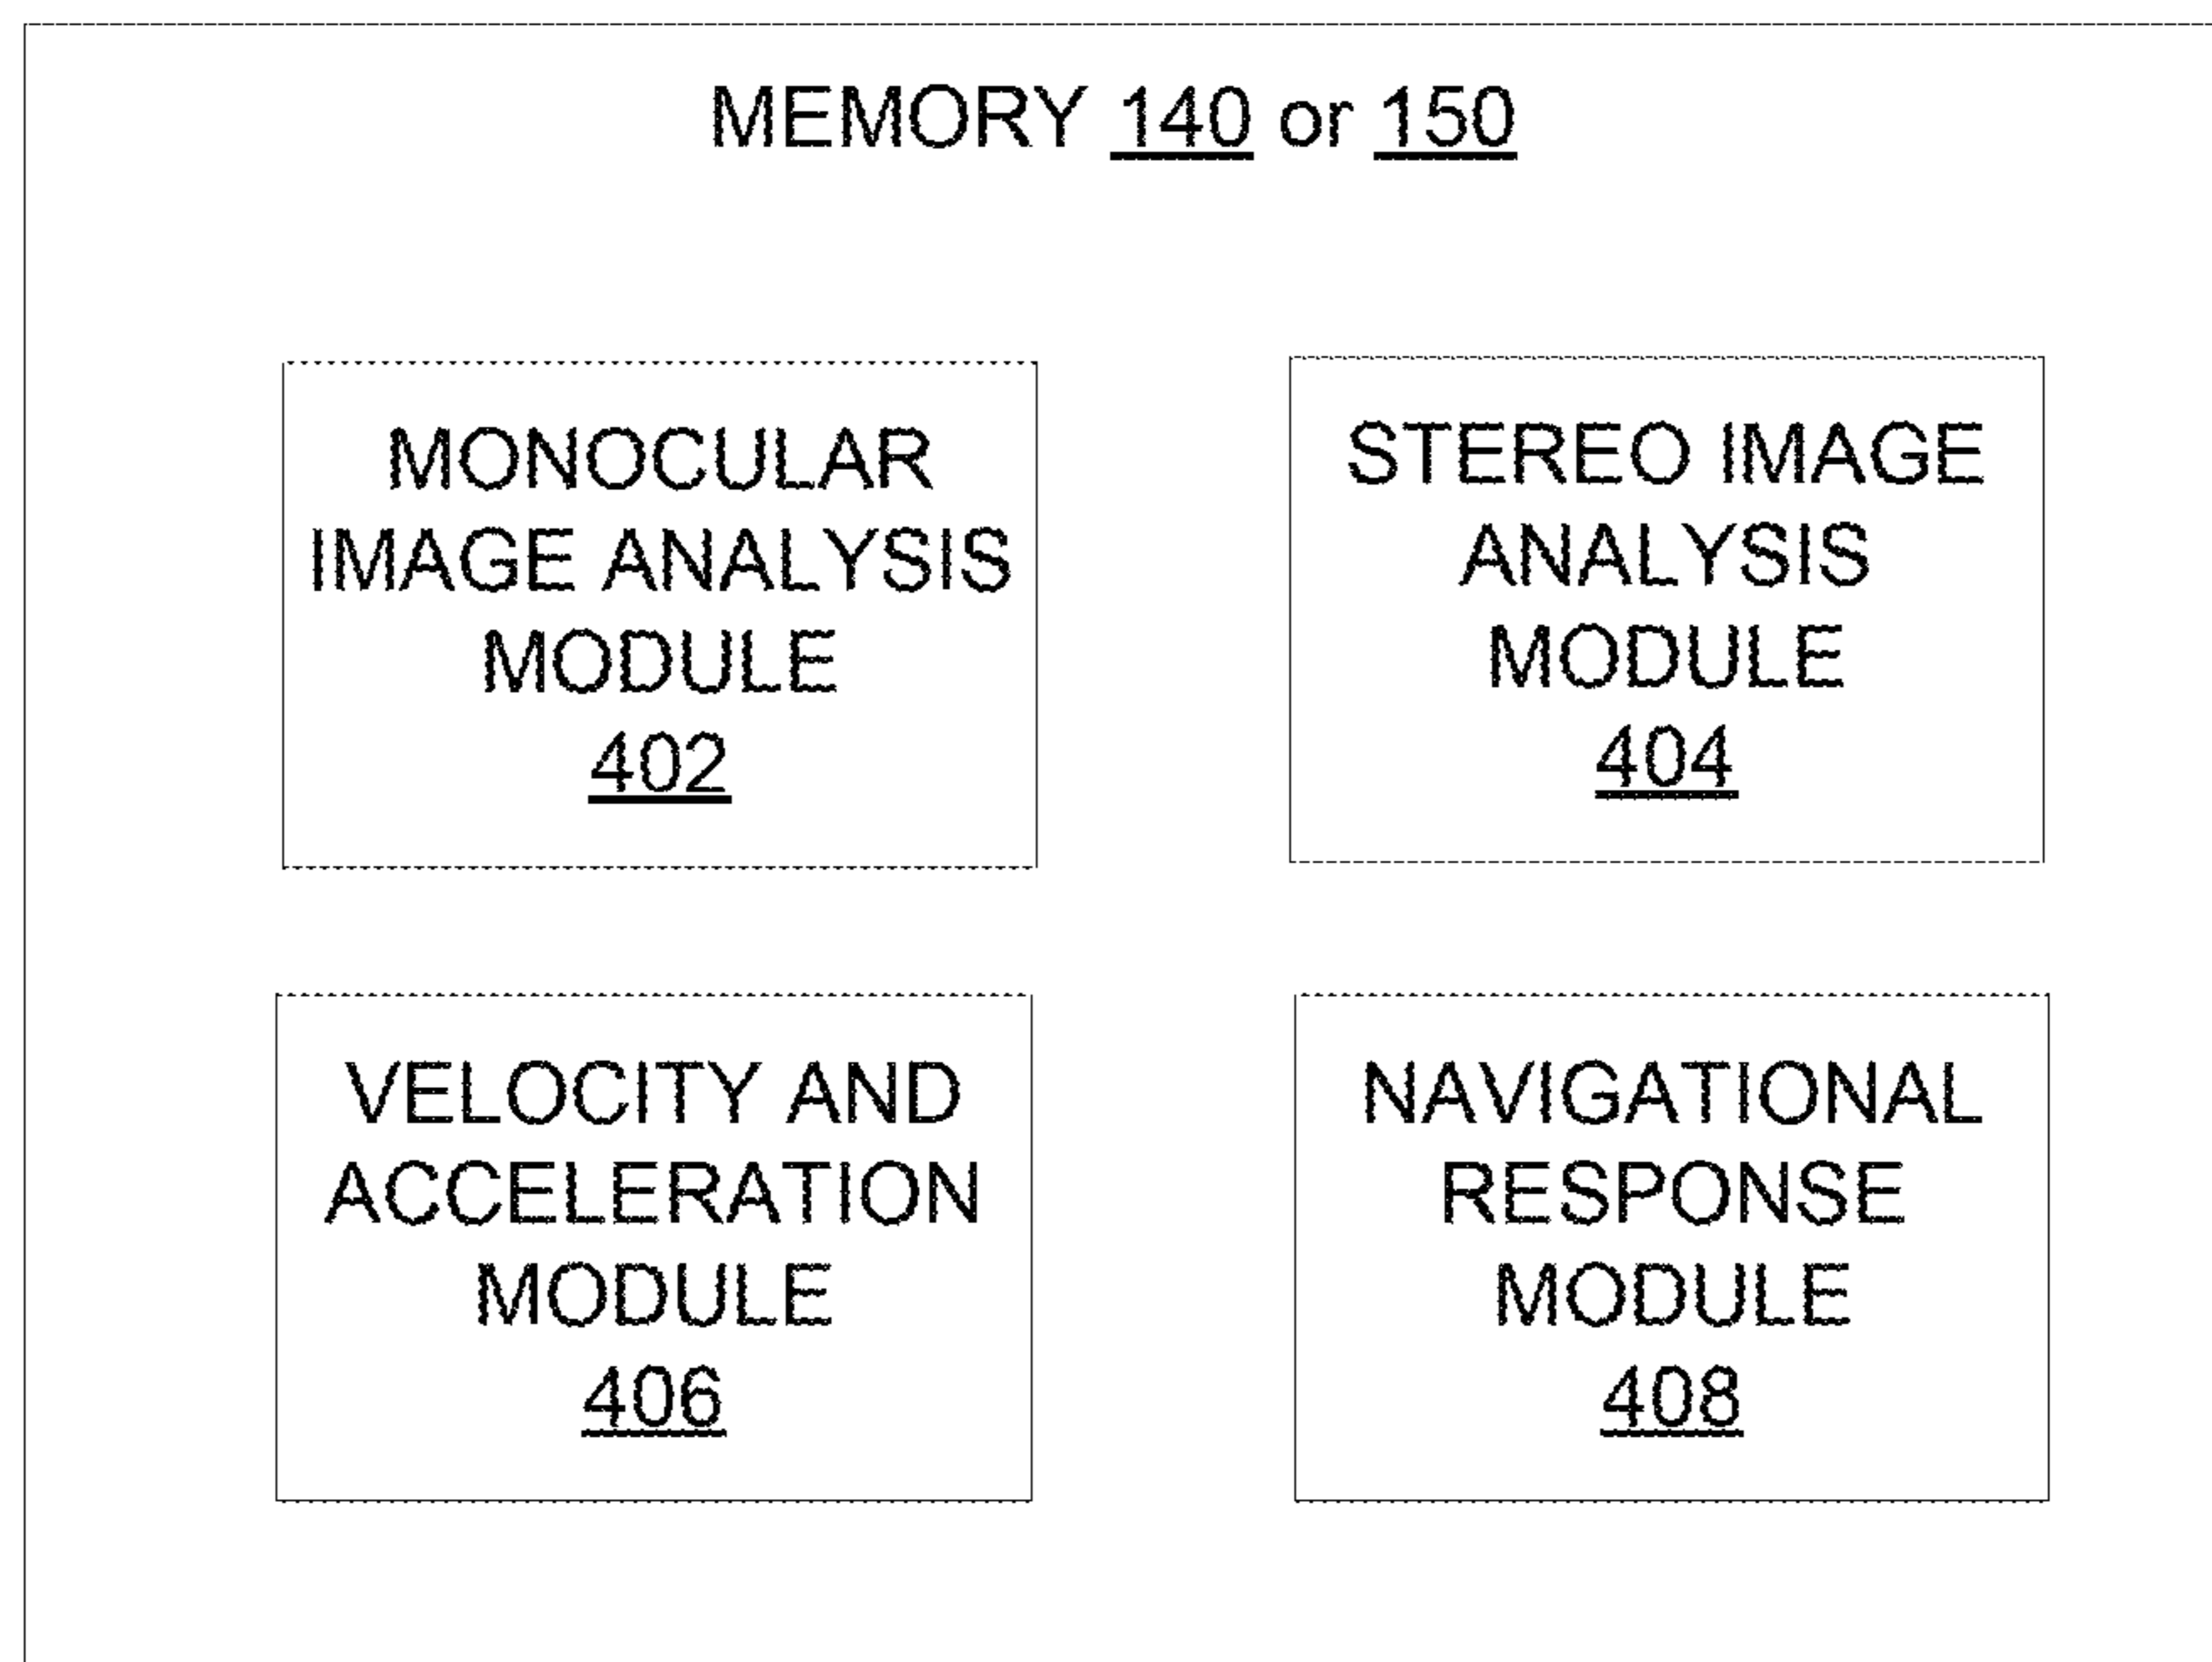 MEMORY 140 or 150
MONOCULAR
IMAGE ANALYSIS
MODULE
402
STEREO IMAGE
ANALYSIS
MODULE
404
VELOCITY AND
ACCELERATION
MODULE
406
NAVIGATIONAL
RESPONSE
MODULE
408